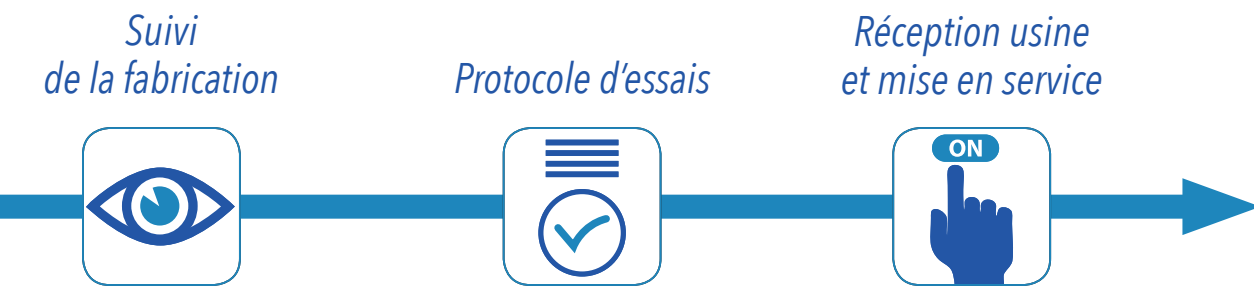 Suivi
de la fabrication
Protocole d'essais
Réception usine
et mise en service
ON